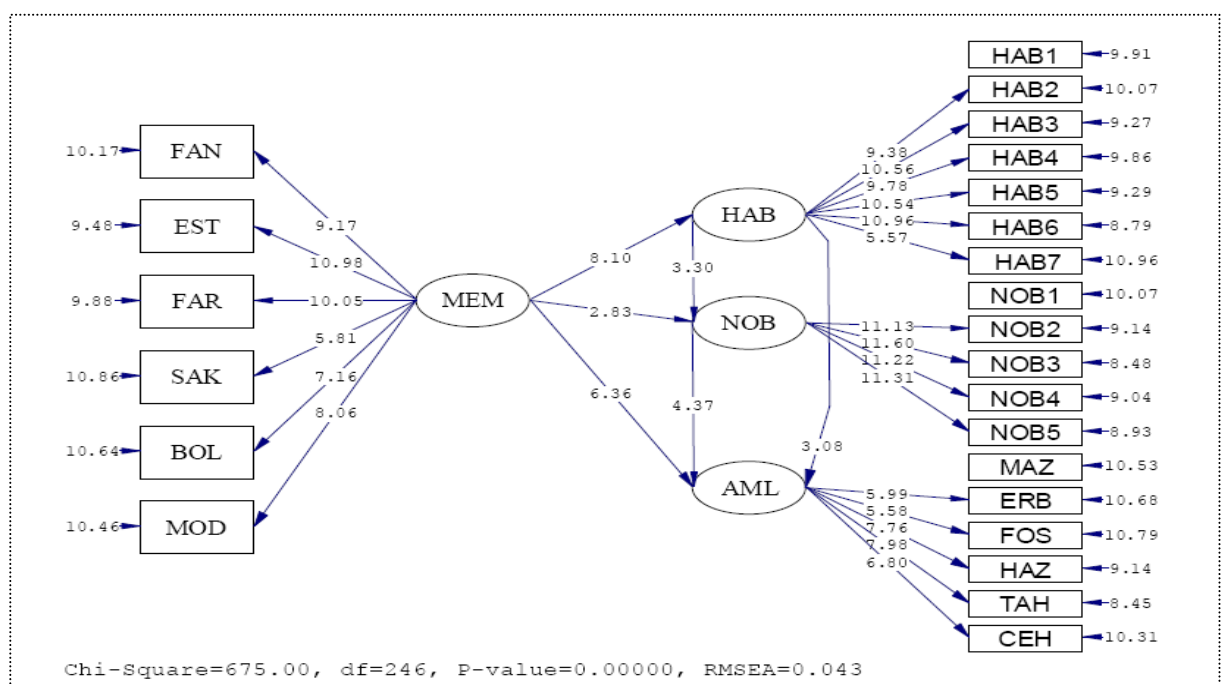 HAB1 9.91
HAB2 10.07
HAB3 9.27
HAB4 9.86
HAB5 9.29
HAB6 8.79
HAB7 10.96
NOB1 10.07
NOB2 9.14
NOB3 8.48
NOB4 9.04
NOB5 8.93
MAZ 10.53
ERB 10.68
FOS 10.79
HAZ 9.14
TAH 8.45
CEH 10.31
10.17 FAN
9.48 EST
9.88 FAR
10.86 SAK
10.64 BOL
10.46 MOD
9.17
10.98
10.05
5.81
7.16
8.06
MEM
8.10
2.83
6.36
HAB
3.30
NOB
4.37
AML
3.08
9.38
10.56
9.78
10.54
10.96
5.57
11.13
11.60
11.22
11.31
5.99
5.58
7.76
7.98
6.80
Chi-Square=675.00, df=246, P-value=0.00000, RMSEA=0.043